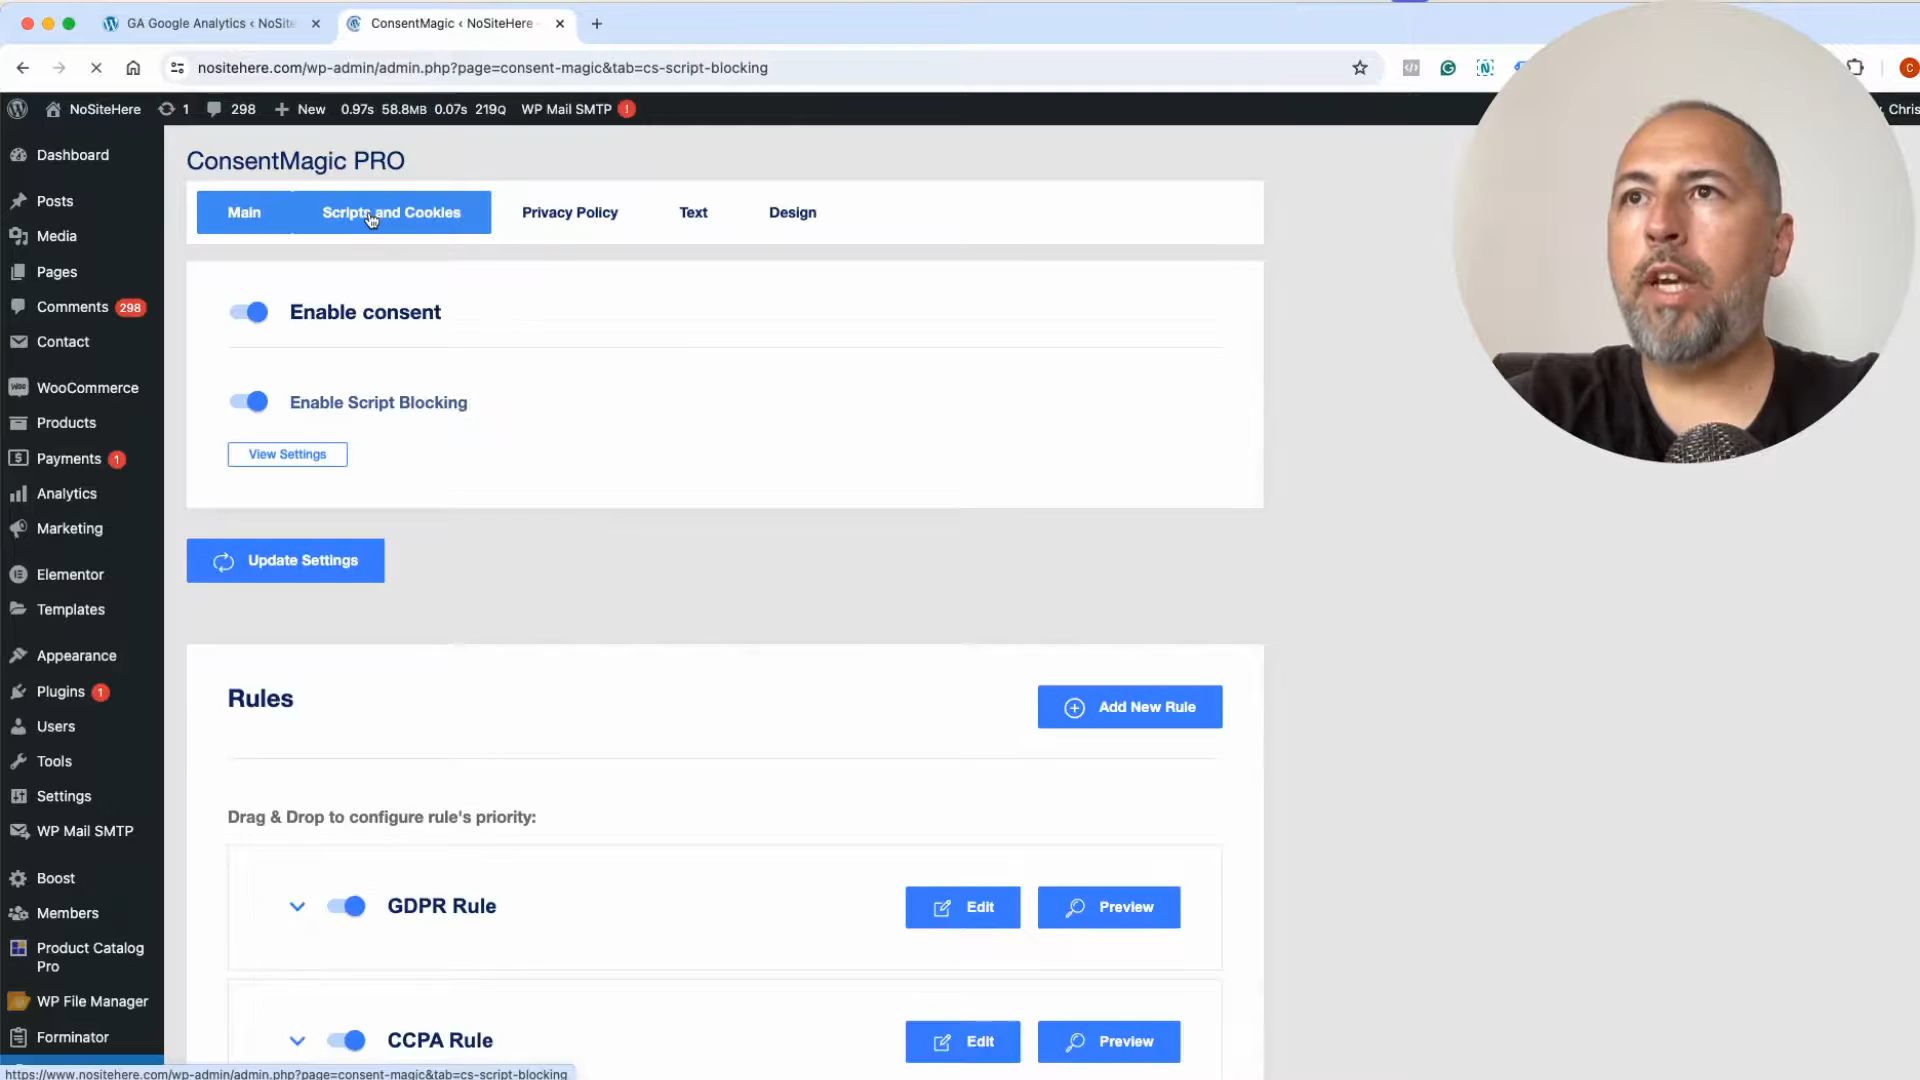 GA Google Analytics ‹ NoSite
ConsentMagic ‹ NoSiteHere
nositehere.com/wp-admin/admin.php?page=consent-magic&tab=cs-script-blocking
NoSiteHere 1 298 New 0.97s 58.8MB 0.07s 219Q WP Mail SMTP !
, Chris
Dashboard
Posts
Media
Pages
Comments 298
Contact
WooCommerce
Products
Payments 1
Analytics
Marketing
Elementor
Templates
Appearance
Plugins 1
Users
Tools
Settings
WP Mail SMTP
Boost
Members
Product Catalog
Pro
WP File Manager
Forminator
ConsentMagic PRO
Main Scripts and Cookies Privacy Policy Text Design
Enable consent
Enable Script Blocking
View Settings
Update Settings
Rules
Add New Rule
Drag & Drop to configure rule's priority:
GDPR Rule Edit Preview
CCPA Rule Edit Preview
https://www.nositehere.com/wp-admin/admin.php?page=consent-magic&tab=cs-script-blocking